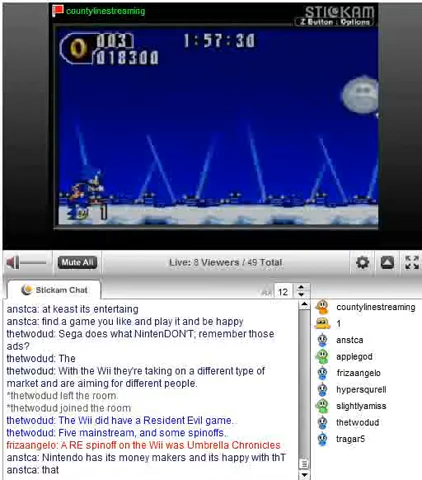 countylinestreaming
STICKAM
Z Button : Options
003
018300
1:57:30
1
Mute All
Live: 8 Viewers / 49 Total
Stickam Chat
AA 12
anstca: at keast its entertaing
anstca: find a game you like and play it and be happy
thetwodud: Sega does what NintenDON'T; remember those
ads?
thetwodud: The
thetwodud: With the Wii they're taking on a different type of
market and are aiming for different people.
*thetwodud left the room.
*thetwodud joined the room
thetwodud: The Wii did have a Resident Evil game.
thetwodud: Five mainstream, and some spinoffs.
frizaangelo: A RE spinoff on the Wii was Umbrella Chronicles
anstca: Nintendo has its money makers and its happy with thT
anstca: that
countylinestreaming
1
anstca
applegod
frizaangelo
hypersqurell
slightlyamiss
thetwodud
tragar5